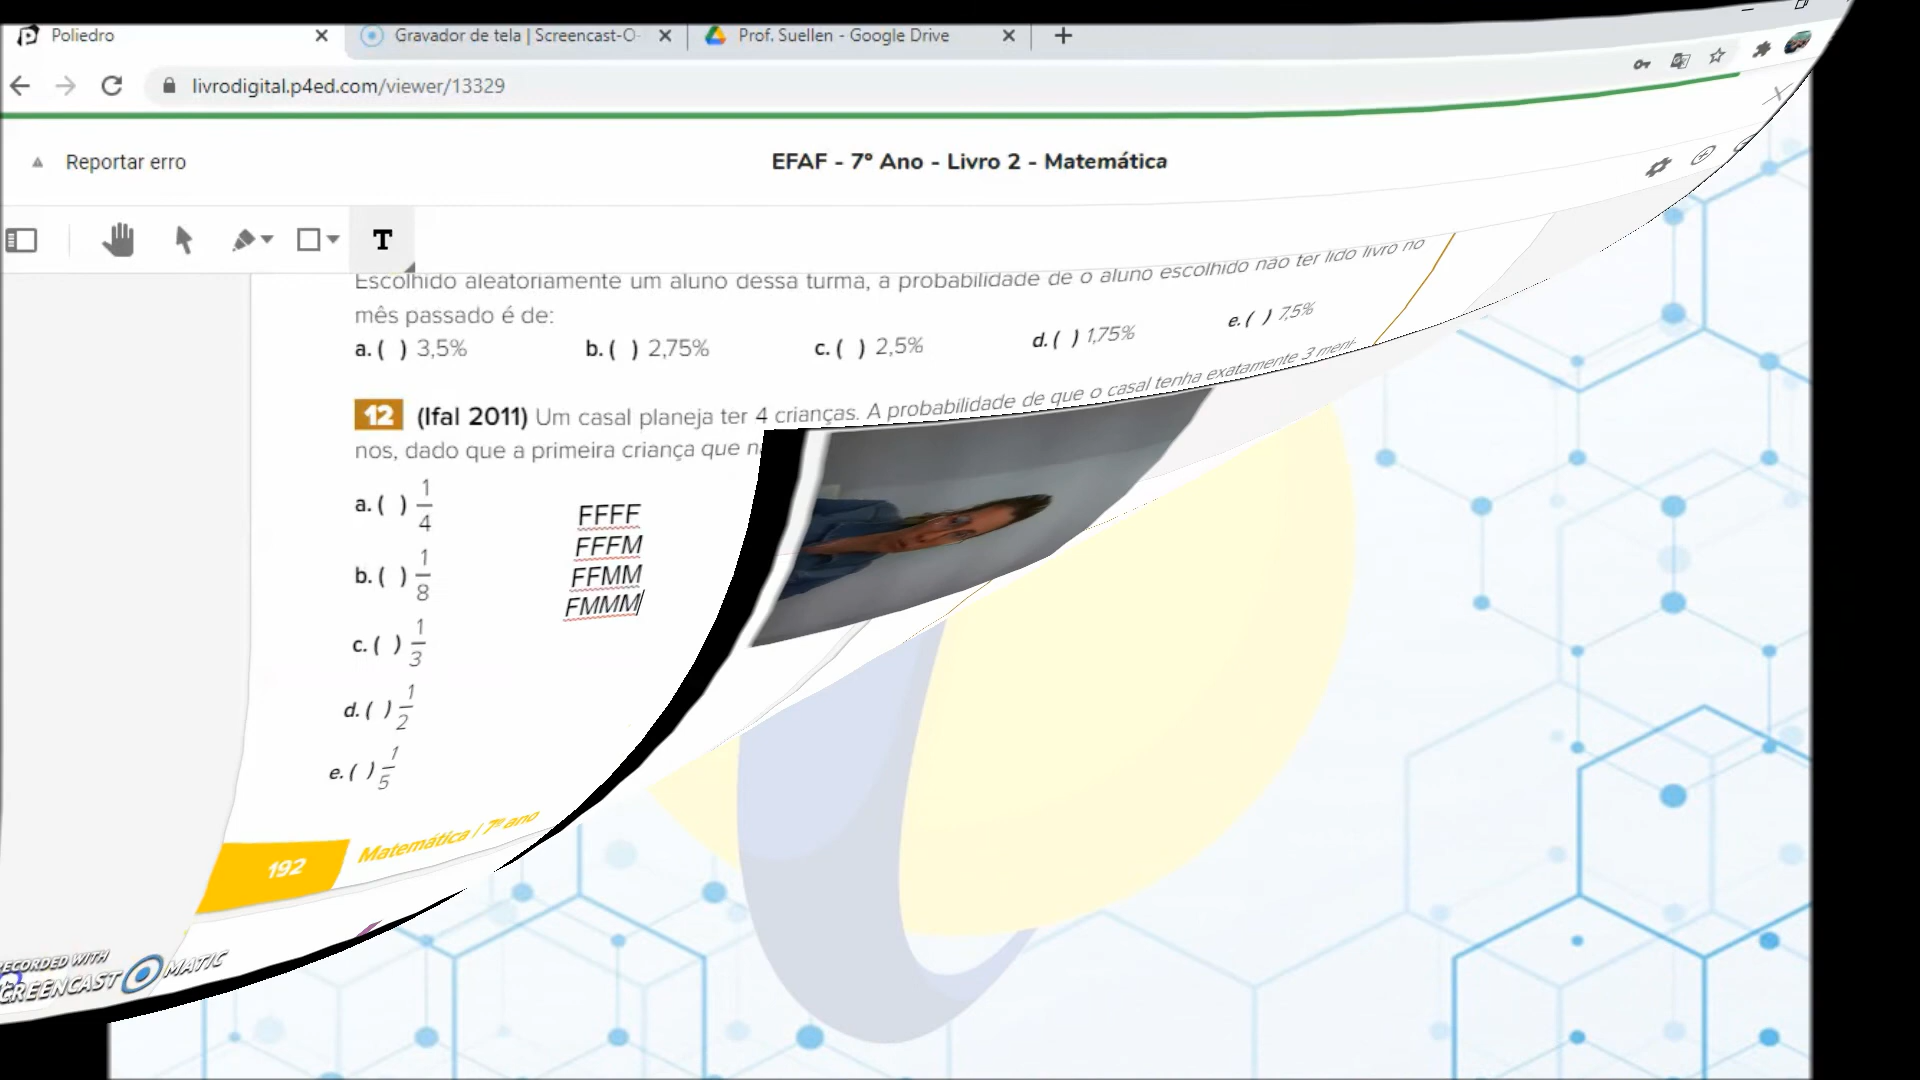 Poliedro
Gravador de tela | Screencast-O-
Prof. Suellen - Google Drive
livrodigital.p4ed.com/viewer/13329
Reportar erro
EFAF - 7º Ano - Livro 2 - Matemática
T
Escolhido aleatoriamente um aluno dessa turma, a probabilidade de o aluno escolhido não ter lido livro no
mês passado é de:
a. ( ) 3,5% b. ( ) 2,75% c. ( ) 2,5% d. ( ) 1,75% e. ( ) 7,5%
12 (Ifal 2011) Um casal planeja ter 4 crianças. A probabilidade de que o casal tenha exatamente 3 meni-
nos, dado que a primeira criança que
a. ( ) 1/4
b. ( ) 1/8
c. ( ) 1/3
d. ( ) 1/2
e. ( ) 1/5
FFFF
FFFM
FFMM
FMMM
192 Matemática | 7º ano
RECORDED WITH
SCREENCAST MATIC